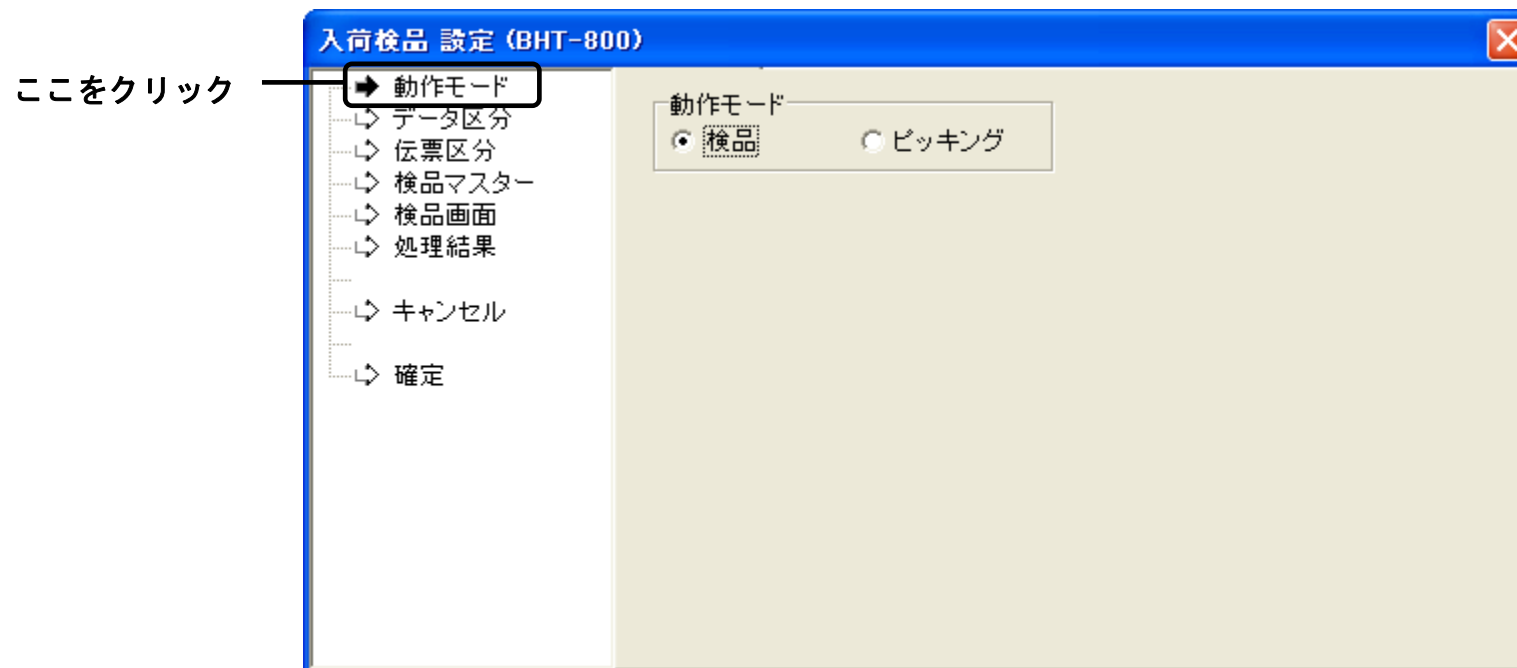 入荷検品 設定 (BHT-800)
ここをクリック
動作モード
データ区分
伝票区分
検品マスター
検品画面
処理結果
キャンセル
確定
動作モード
検品 ピッキング